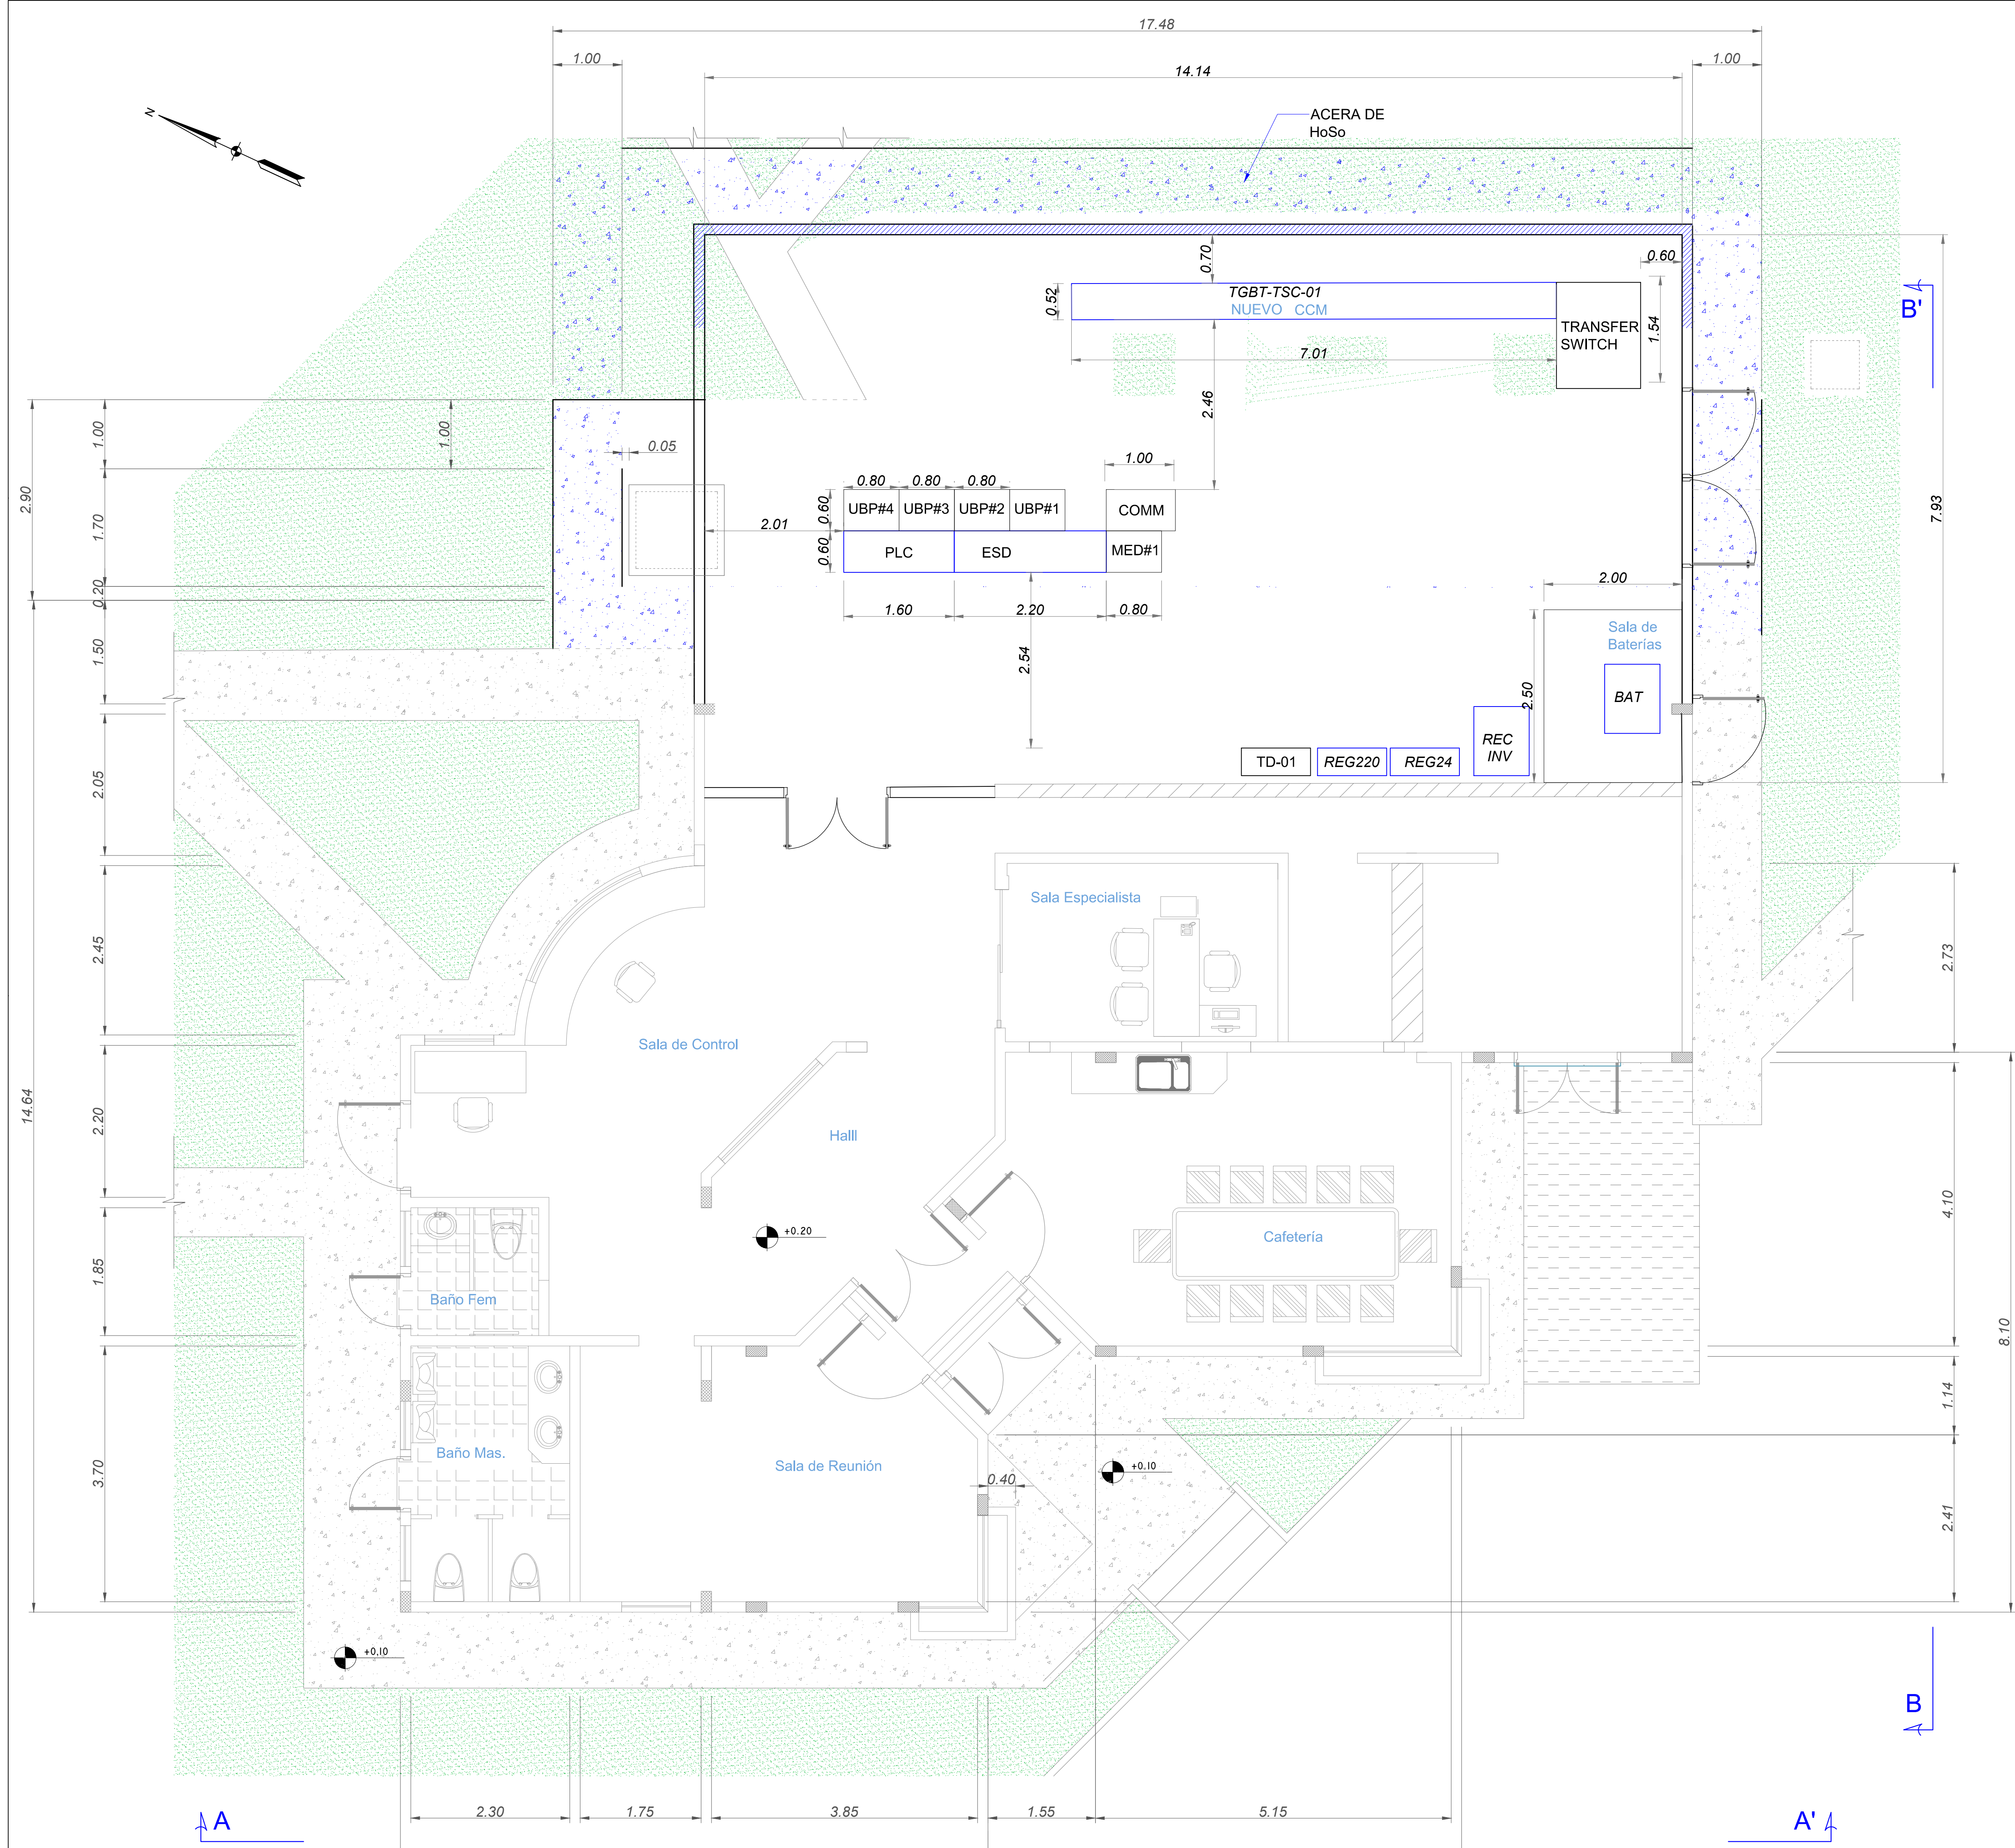 17.48
1.00
1.00
14.14
N
ACERA DE
HoSo
0.70
0.60
B'
0.52
TGBT-TSC-01
NUEVO CCM
TRANSFER
SWITCH
1.54
7.01
2.46
1.00
1.00
0.05
2.90
1.70
1.00
0.80
0.80
0.80
0.60
UBP#4
UBP#3
UBP#2
UBP#1
COMM
7.93
2.01
0.60
PLC
ESD
MED#1
0.20
2.00
1.60
2.20
0.80
Sala de
Baterías
1.50
2.54
2.50
BAT
REC
INV
TD-01
REG220
REG24
2.05
Sala Especialista
2.45
2.73
Sala de Control
14.64
2.20
Halll
4.10
+0.20
Cafetería
1.85
Baño Fem
8.10
1.14
Baño Mas.
Sala de Reunión
+0.10
0.40
3.70
2.41
+0.10
B
2.30
1.75
3.85
1.55
5.15
A
A'